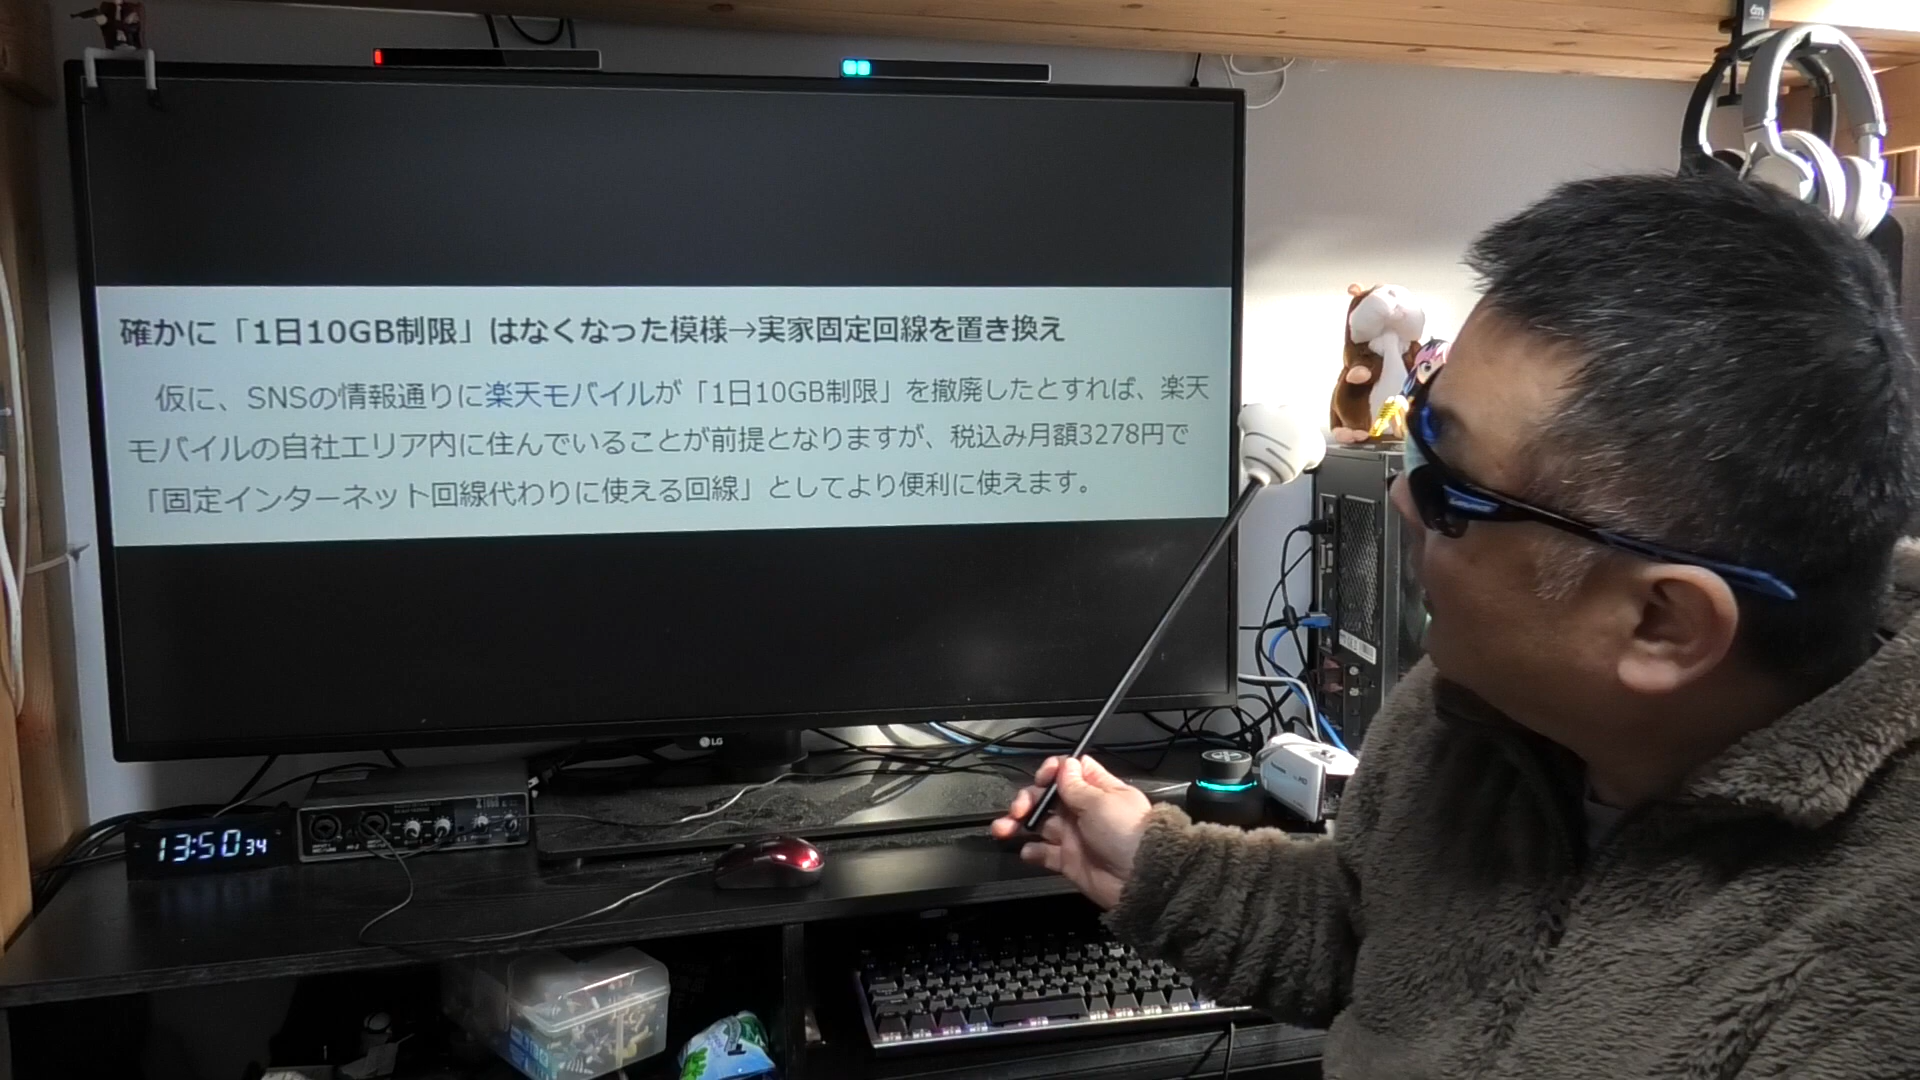 確かに「1日10GB制限」はなくなった模様→実家固定回線を置き換え
仮に、SNSの情報通りに楽天モバイルが「1日10GB制限」を撤廃したとすれば、楽天
モバイルの自社エリア内に住んでいることが前提となりますが、税込み月額3278円で
「固定インターネット回線代わりに使える回線」としてより便利に使えます。
LG
13:50 34